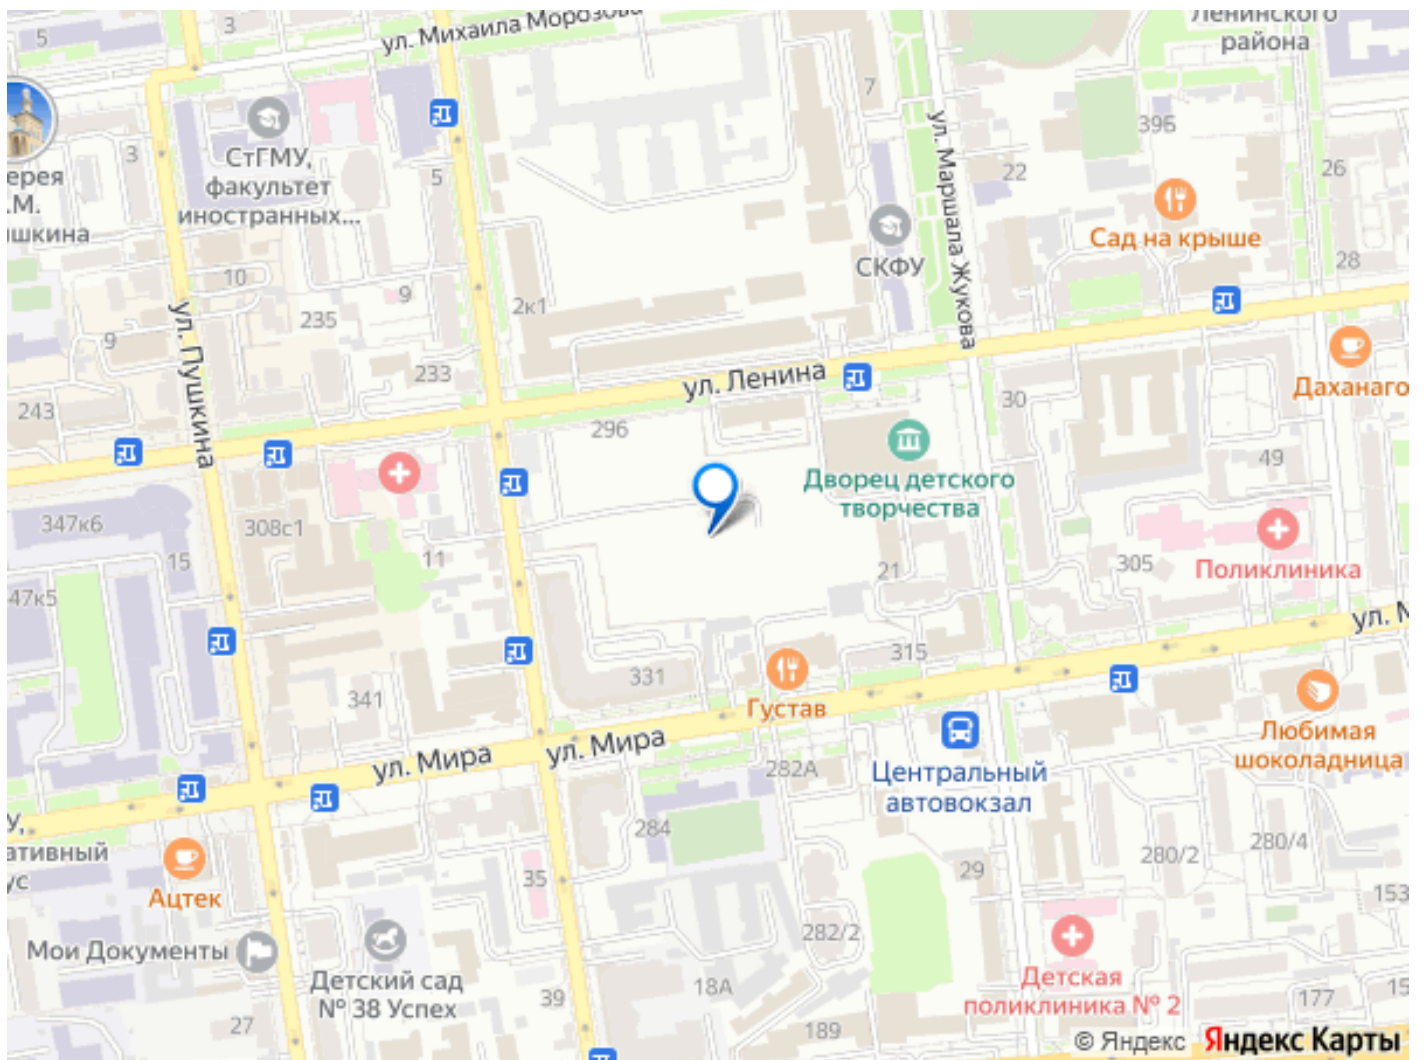 5
3
ул. Михаила Морозова
Ленинского
района
7
39Б
3
СтГМУ,
факультет
иностранных...
5
ерея
.М.
шкина
ул. Маршала Жукова
22
26
Сад на крыше
СКФУ
28
10
9
2к1
235
9
ул. Пушкина
233
ул. Ленина
Даханаго
243
296
30
49
Дворец детского
творчества
347к6
308с1
15
11
21
305
Поликлиника
47к5
331
315
ул. М
341
Густав
Любимая
шоколадница
ул. Мира
ул. Мира
282А
Центральный
автовокзал
У,
ативный
ус
284
280/2
280/4
Ацтек
35
29
153
Мои Документы
282/2
Детский сад
№ 38 Успех
39
18А
Детская
поликлиника № 2
177
15
27
189
© Яндекс Яндекс Карты